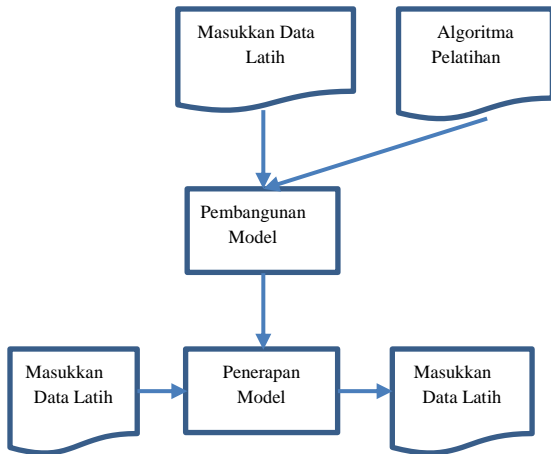 Masukkan Data
Latih
Algoritma
Pelatihan
Pembangunan
Model
Masukkan
Data Latih
Penerapan
Model
Masukkan
Data Latih